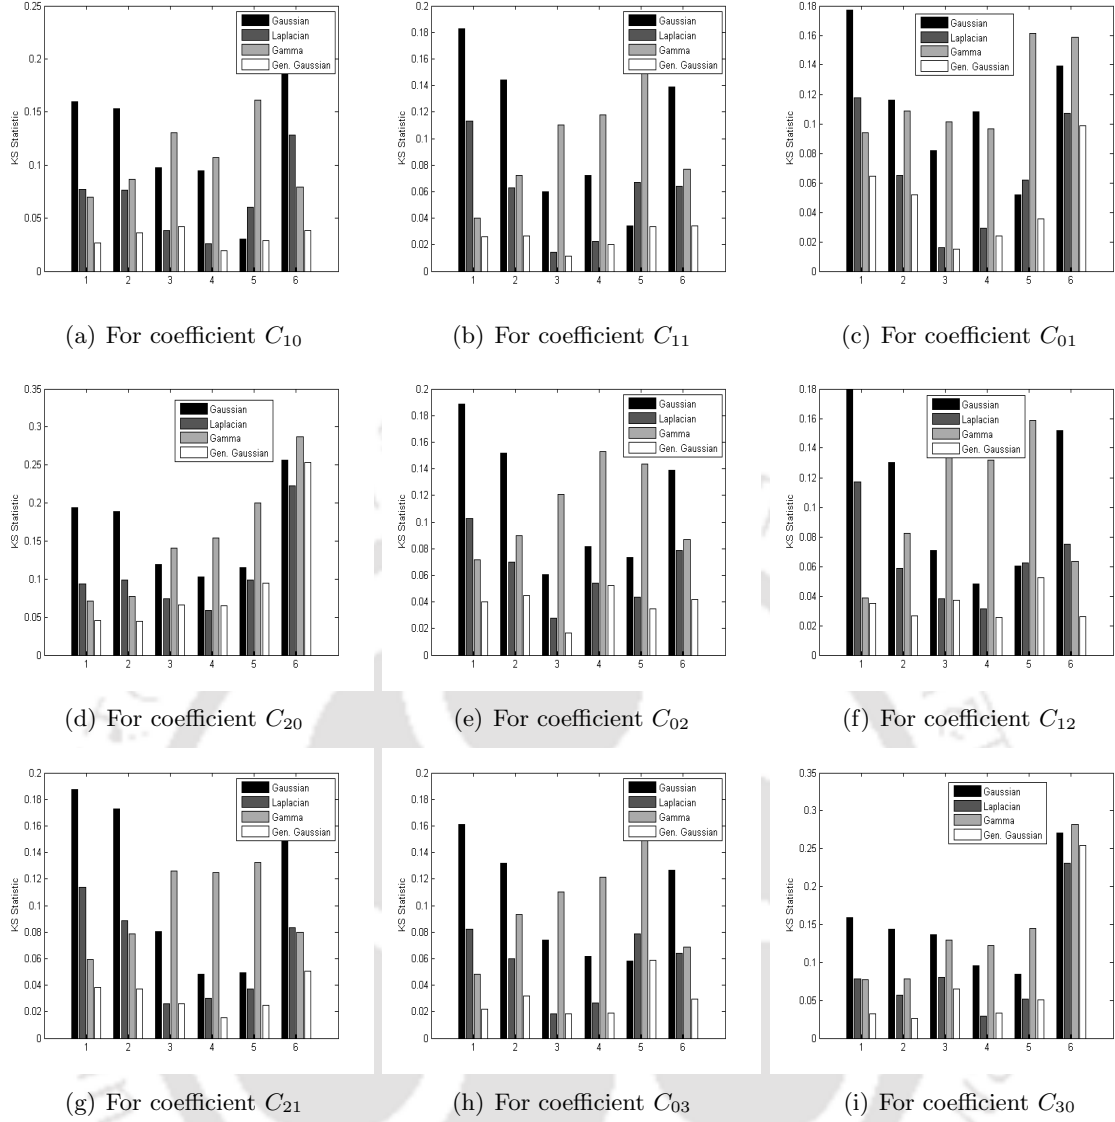 0.25
0.2
0.15
0.1
0.05
0
KS Statistic
Gaussian
Laplacian
Gamma
Gen. Gaussian
1 2 3 4 5 6
(a) For coefficient C10
0.2
0.18
0.16
0.14
0.12
0.1
0.08
0.06
0.04
0.02
0
KS Statistic
Gaussian
Laplacian
Gamma
Gen. Gaussian
1 2 3 4 5 6
(b) For coefficient C11
0.18
0.16
0.14
0.12
0.1
0.08
0.06
0.04
0.02
0
KS Statistic
Gaussian
Laplacian
Gamma
Gen. Gaussian
1 2 3 4 5 6
(c) For coefficient C01
0.35
0.3
0.25
0.2
0.15
0.1
0.05
0
KS Statistic
Gaussian
Laplacian
Gamma
Gen. Gaussian
1 2 3 4 5 6
(d) For coefficient C20
0.2
0.18
0.16
0.14
0.12
0.1
0.08
0.06
0.04
0.02
0
KS Statistic
Gaussian
Laplacian
Gamma
Gen. Gaussian
1 2 3 4 5 6
(e) For coefficient C02
0.18
0.16
0.14
0.12
0.1
0.08
0.06
0.04
0.02
0
KS Statistic
Gaussian
Laplacian
Gamma
Gen. Gaussian
1 2 3 4 5 6
(f) For coefficient C12
0.2
0.18
0.16
0.14
0.12
0.1
0.08
0.06
0.04
0.02
0
KS Statistic
Gaussian
Laplacian
Gamma
Gen. Gaussian
1 2 3 4 5 6
(g) For coefficient C21
0.2
0.18
0.16
0.14
0.12
0.1
0.08
0.06
0.04
0.02
0
KS Statistic
Gaussian
Laplacian
Gamma
Gen. Gaussian
1 2 3 4 5 6
(h) For coefficient C03
0.35
0.3
0.25
0.2
0.15
0.1
0.05
0
KS Statistic
Gaussian
Laplacian
Gamma
Gen. Gaussian
1 2 3 4 5 6
(i) For coefficient C30